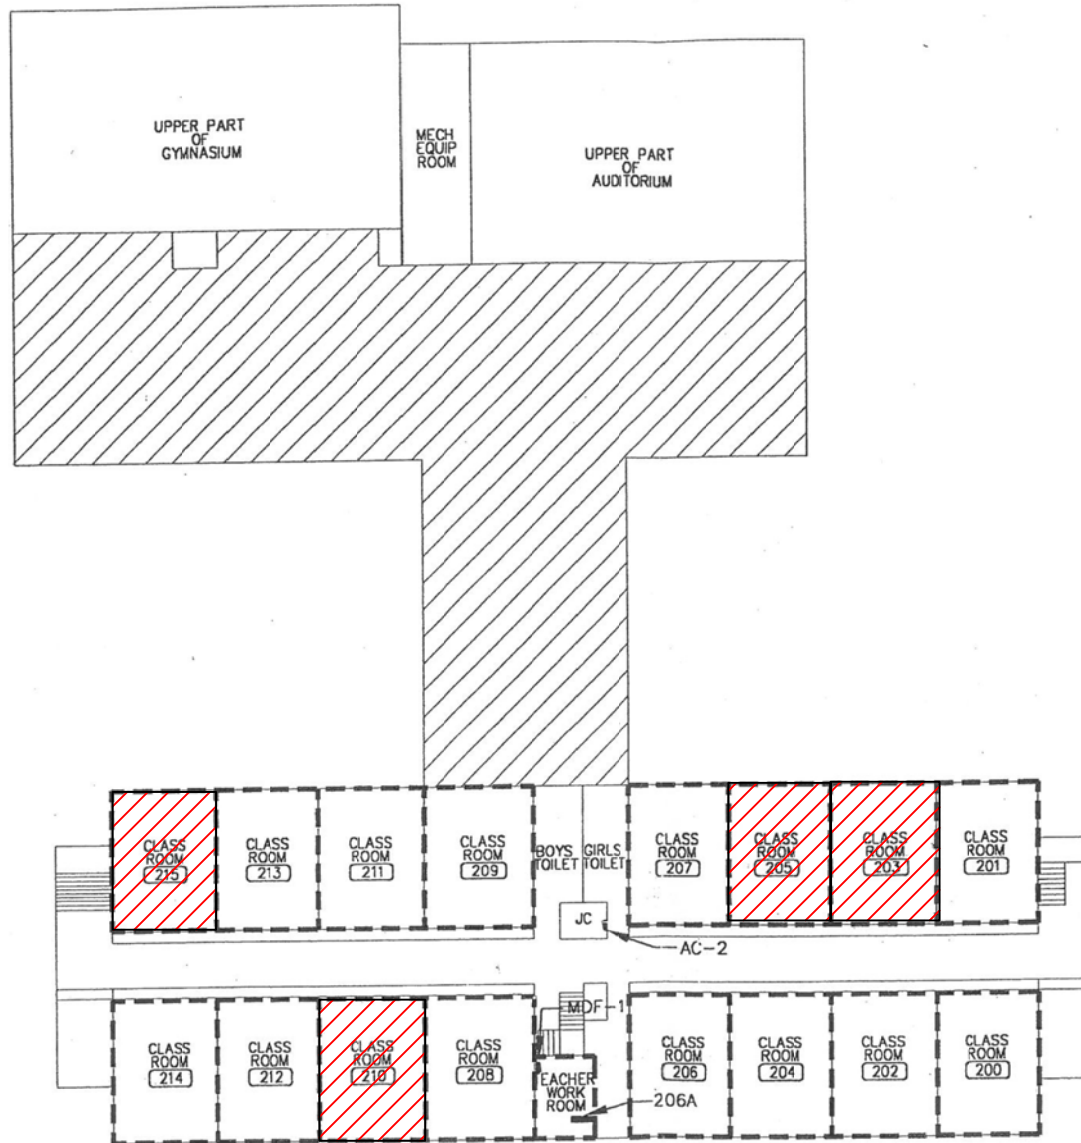 UPPER PART
OF
GYMNASIUM
MECH
EQUIP
ROOM
UPPER PART
OF
AUDITORIUM
CLASS
ROOM
215
CLASS
ROOM
213
CLASS
ROOM
211
CLASS
ROOM
209
BOYS
TOILET
GIRLS
TOILET
CLASS
ROOM
207
CLASS
ROOM
205
CLASS
ROOM
203
CLASS
ROOM
201
JC
AC-2
MDF-1
CLASS
ROOM
214
CLASS
ROOM
212
CLASS
ROOM
210
CLASS
ROOM
208
EACHER
WORK
ROOM
206A
CLASS
ROOM
206
CLASS
ROOM
204
CLASS
ROOM
202
CLASS
ROOM
200